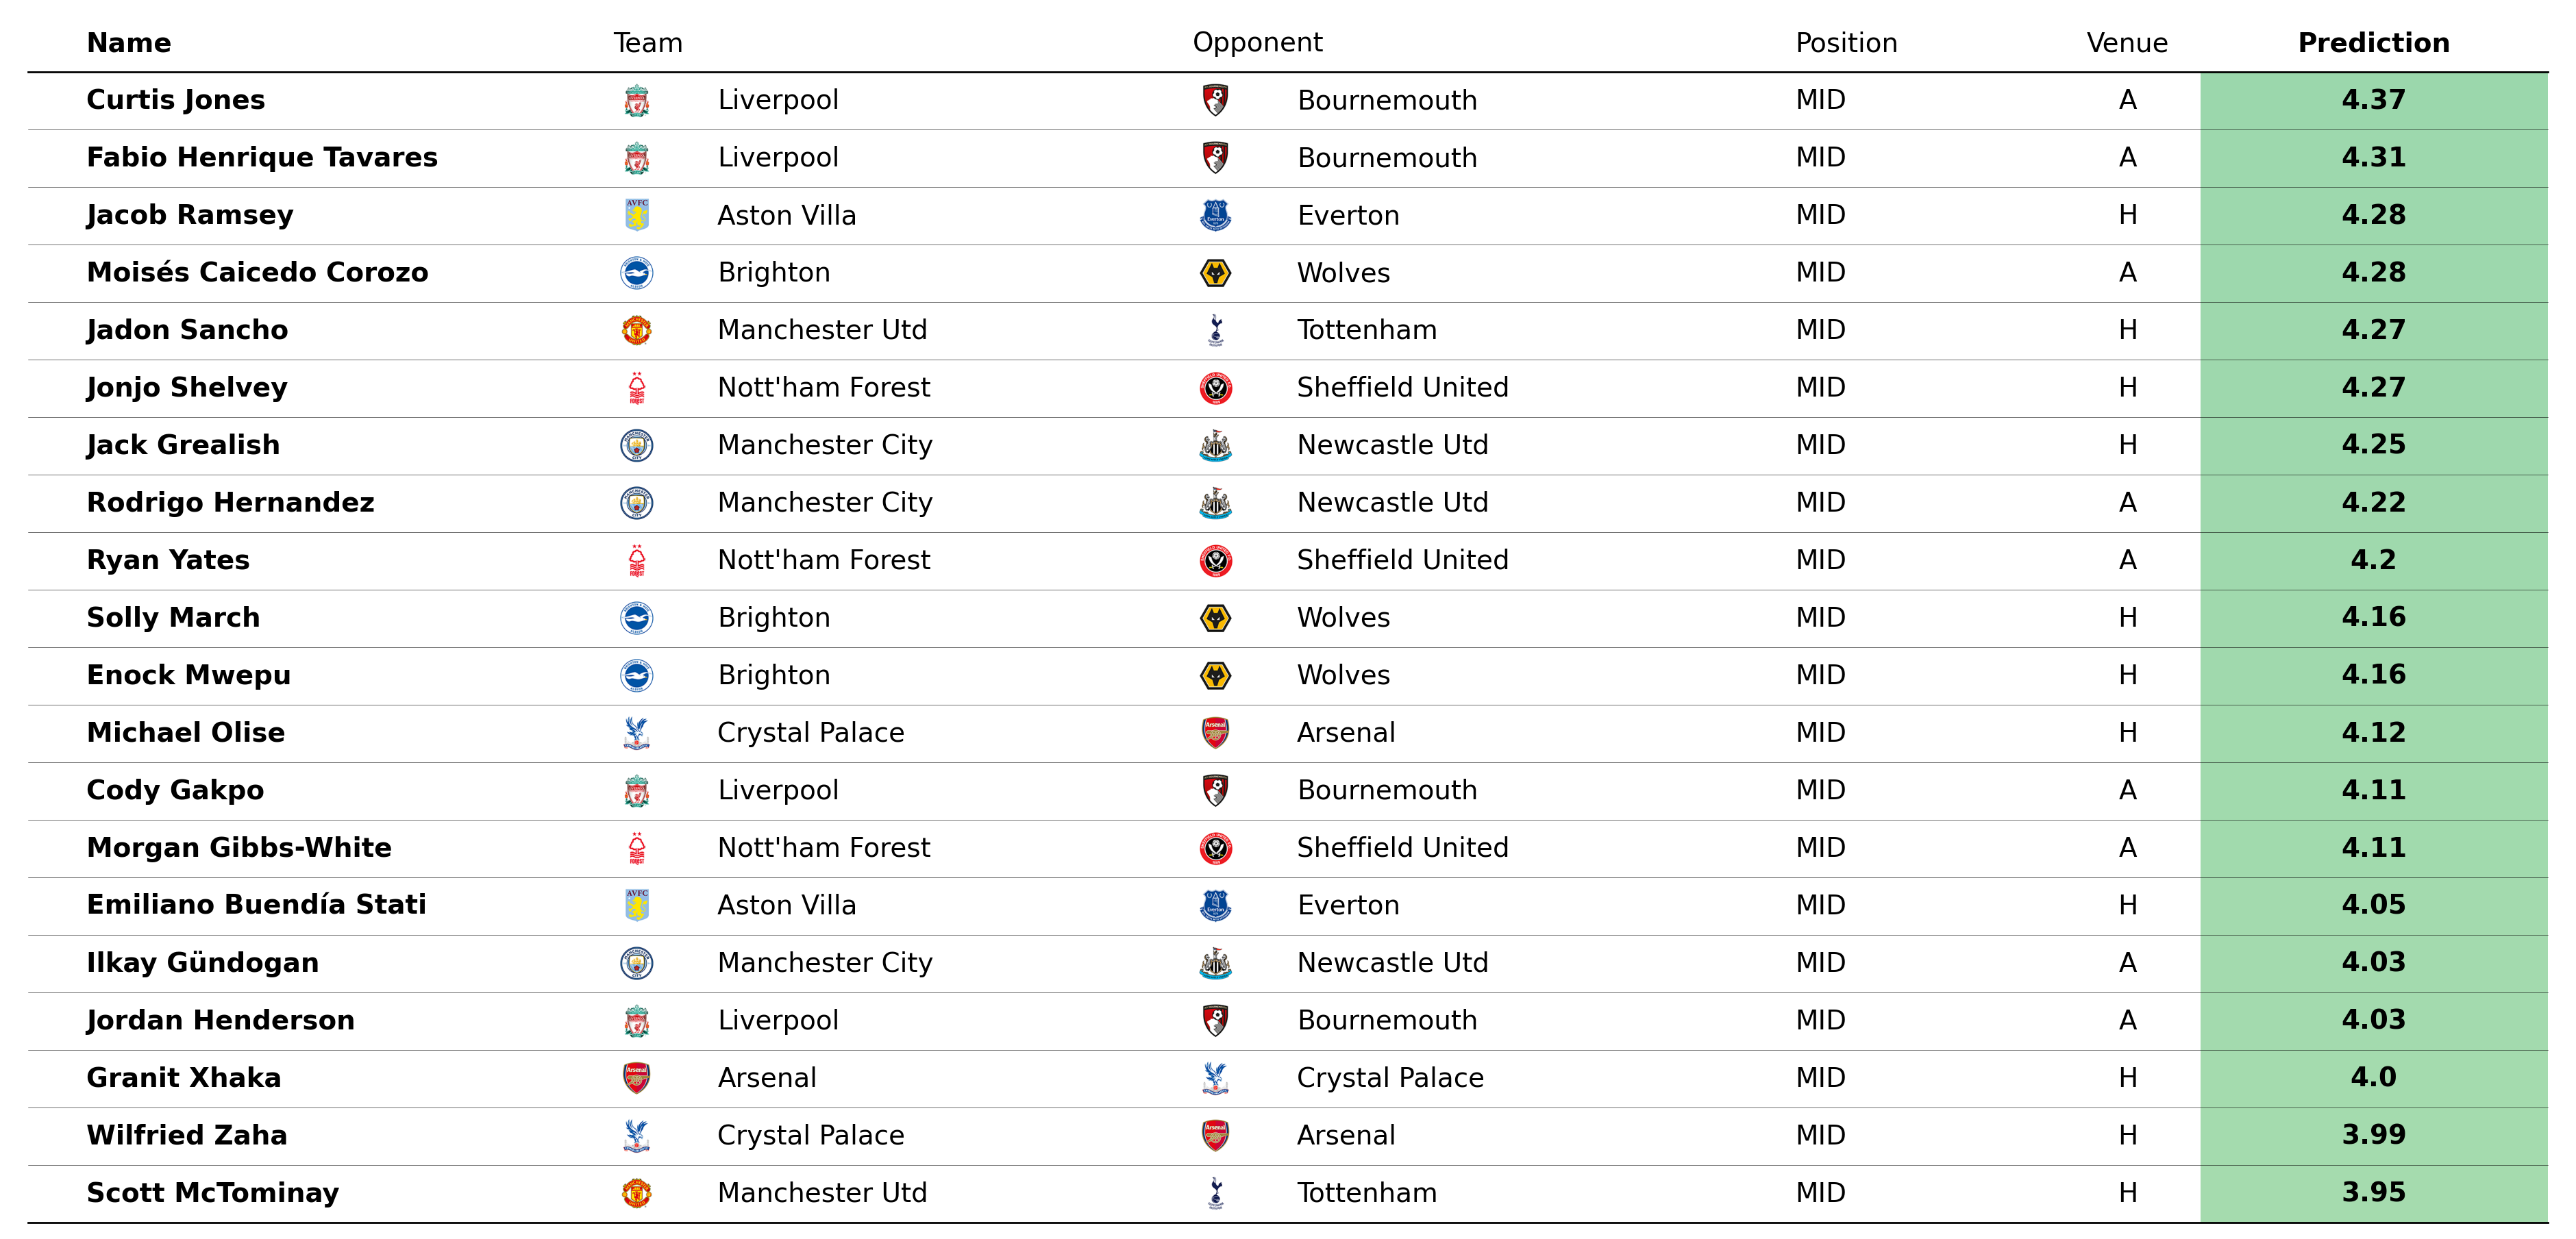 Name Team Opponent Position Venue Prediction
Curtis Jones Liverpool Bournemouth MID A 4.37
Fabio Henrique Tavares Liverpool Bournemouth MID A 4.31
Jacob Ramsey Aston Villa Everton MID H 4.28
Moisés Caicedo Corozo Brighton Wolves MID A 4.28
Jadon Sancho Manchester Utd Tottenham MID H 4.27
Jonjo Shelvey Nott'ham Forest Sheffield United MID H 4.27
Jack Grealish Manchester City Newcastle Utd MID H 4.25
Rodrigo Hernandez Manchester City Newcastle Utd MID A 4.22
Ryan Yates Nott'ham Forest Sheffield United MID A 4.2
Solly March Brighton Wolves MID H 4.16
Enock Mwepu Brighton Wolves MID H 4.16
Michael Olise Crystal Palace Arsenal MID H 4.12
Cody Gakpo Liverpool Bournemouth MID A 4.11
Morgan Gibbs-White Nott'ham Forest Sheffield United MID A 4.11
Emiliano Buendía Stati Aston Villa Everton MID H 4.05
Ilkay Gündogan Manchester City Newcastle Utd MID A 4.03
Jordan Henderson Liverpool Bournemouth MID A 4.03
Granit Xhaka Arsenal Crystal Palace MID H 4.0
Wilfried Zaha Crystal Palace Arsenal MID H 3.99
Scott McTominay Manchester Utd Tottenham MID H 3.95